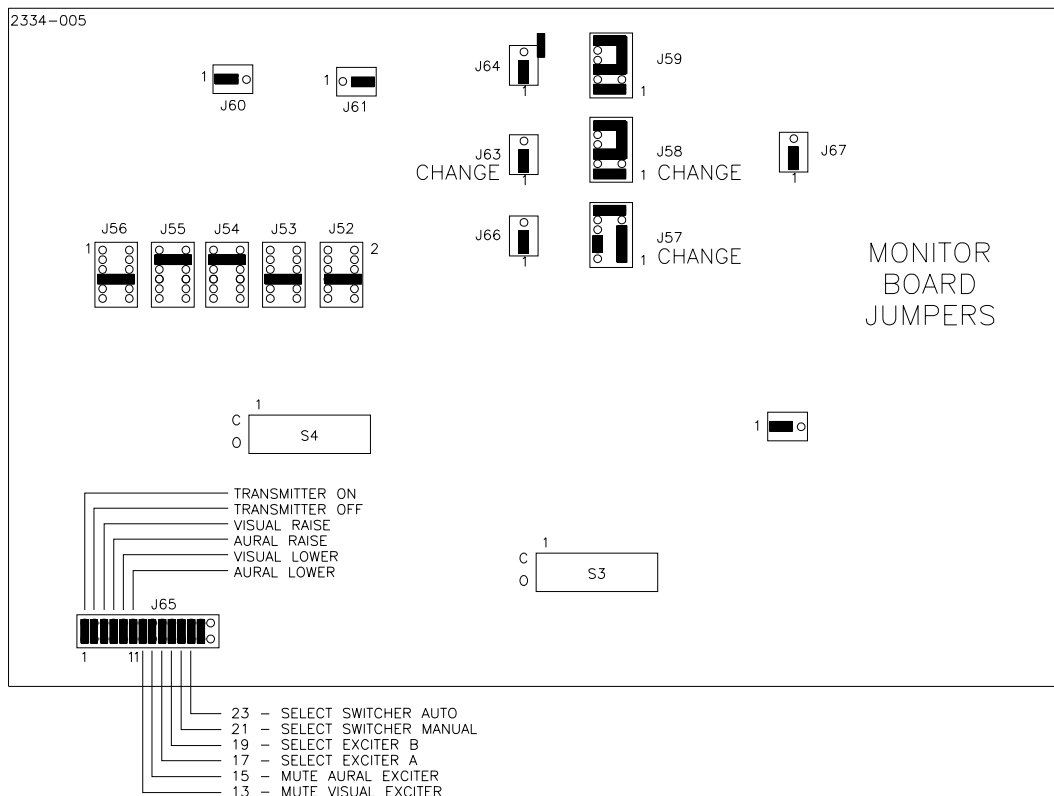 2334-005
1
J60
1
J61
J64
1
J59
1
J63
CHANGE
1
J58
1
CHANGE
J67
1
J66
1
J57
1
CHANGE
J56
J55
J54
J53
J52
1
2
MONITOR
BOARD
JUMPERS
1
C
O
S4
1
TRANSMITTER ON
TRANSMITTER OFF
VISUAL RAISE
AURAL RAISE
VISUAL LOWER
AURAL LOWER
1
C
O
S3
J65
1
11
23 - SELECT SWITCHER AUTO
21 - SELECT SWITCHER MANUAL
19 - SELECT EXCITER B
17 - SELECT EXCITER A
15 - MUTE AURAL EXCITER
13 - MUTE VISUAL EXCITER